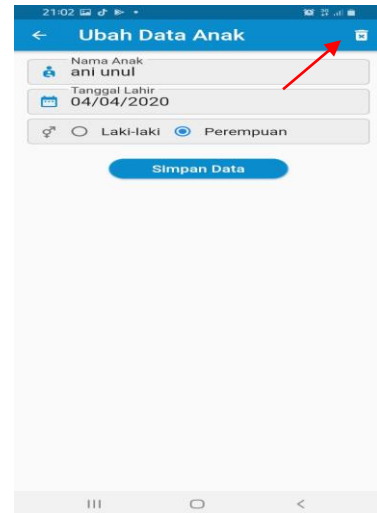 21:02
Ubah Data Anak
Nama Anak
ani unul
Tanggal Lahir
04/04/2020
Laki-laki Perempuan
Simpan Data